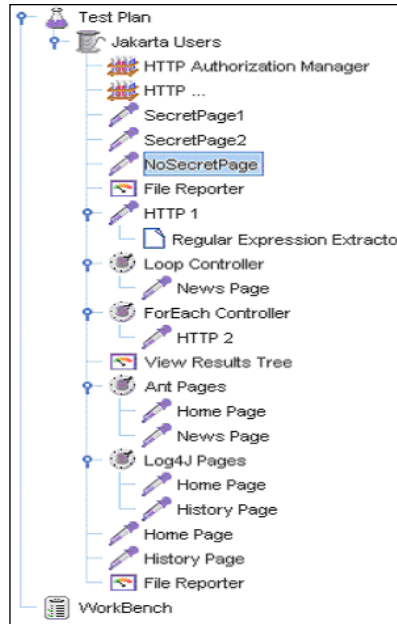 Test Plan
Jakarta Users
HTTP Authorization Manager
HTTP ...
SecretPage1
SecretPage2
NoSecretPage
File Reporter
HTTP 1
Regular Expression Extracto
Loop Controller
News Page
ForEach Controller
HTTP 2
View Results Tree
Ant Pages
Home Page
News Page
Log4J Pages
Home Page
History Page
Home Page
History Page
File Reporter
WorkBench